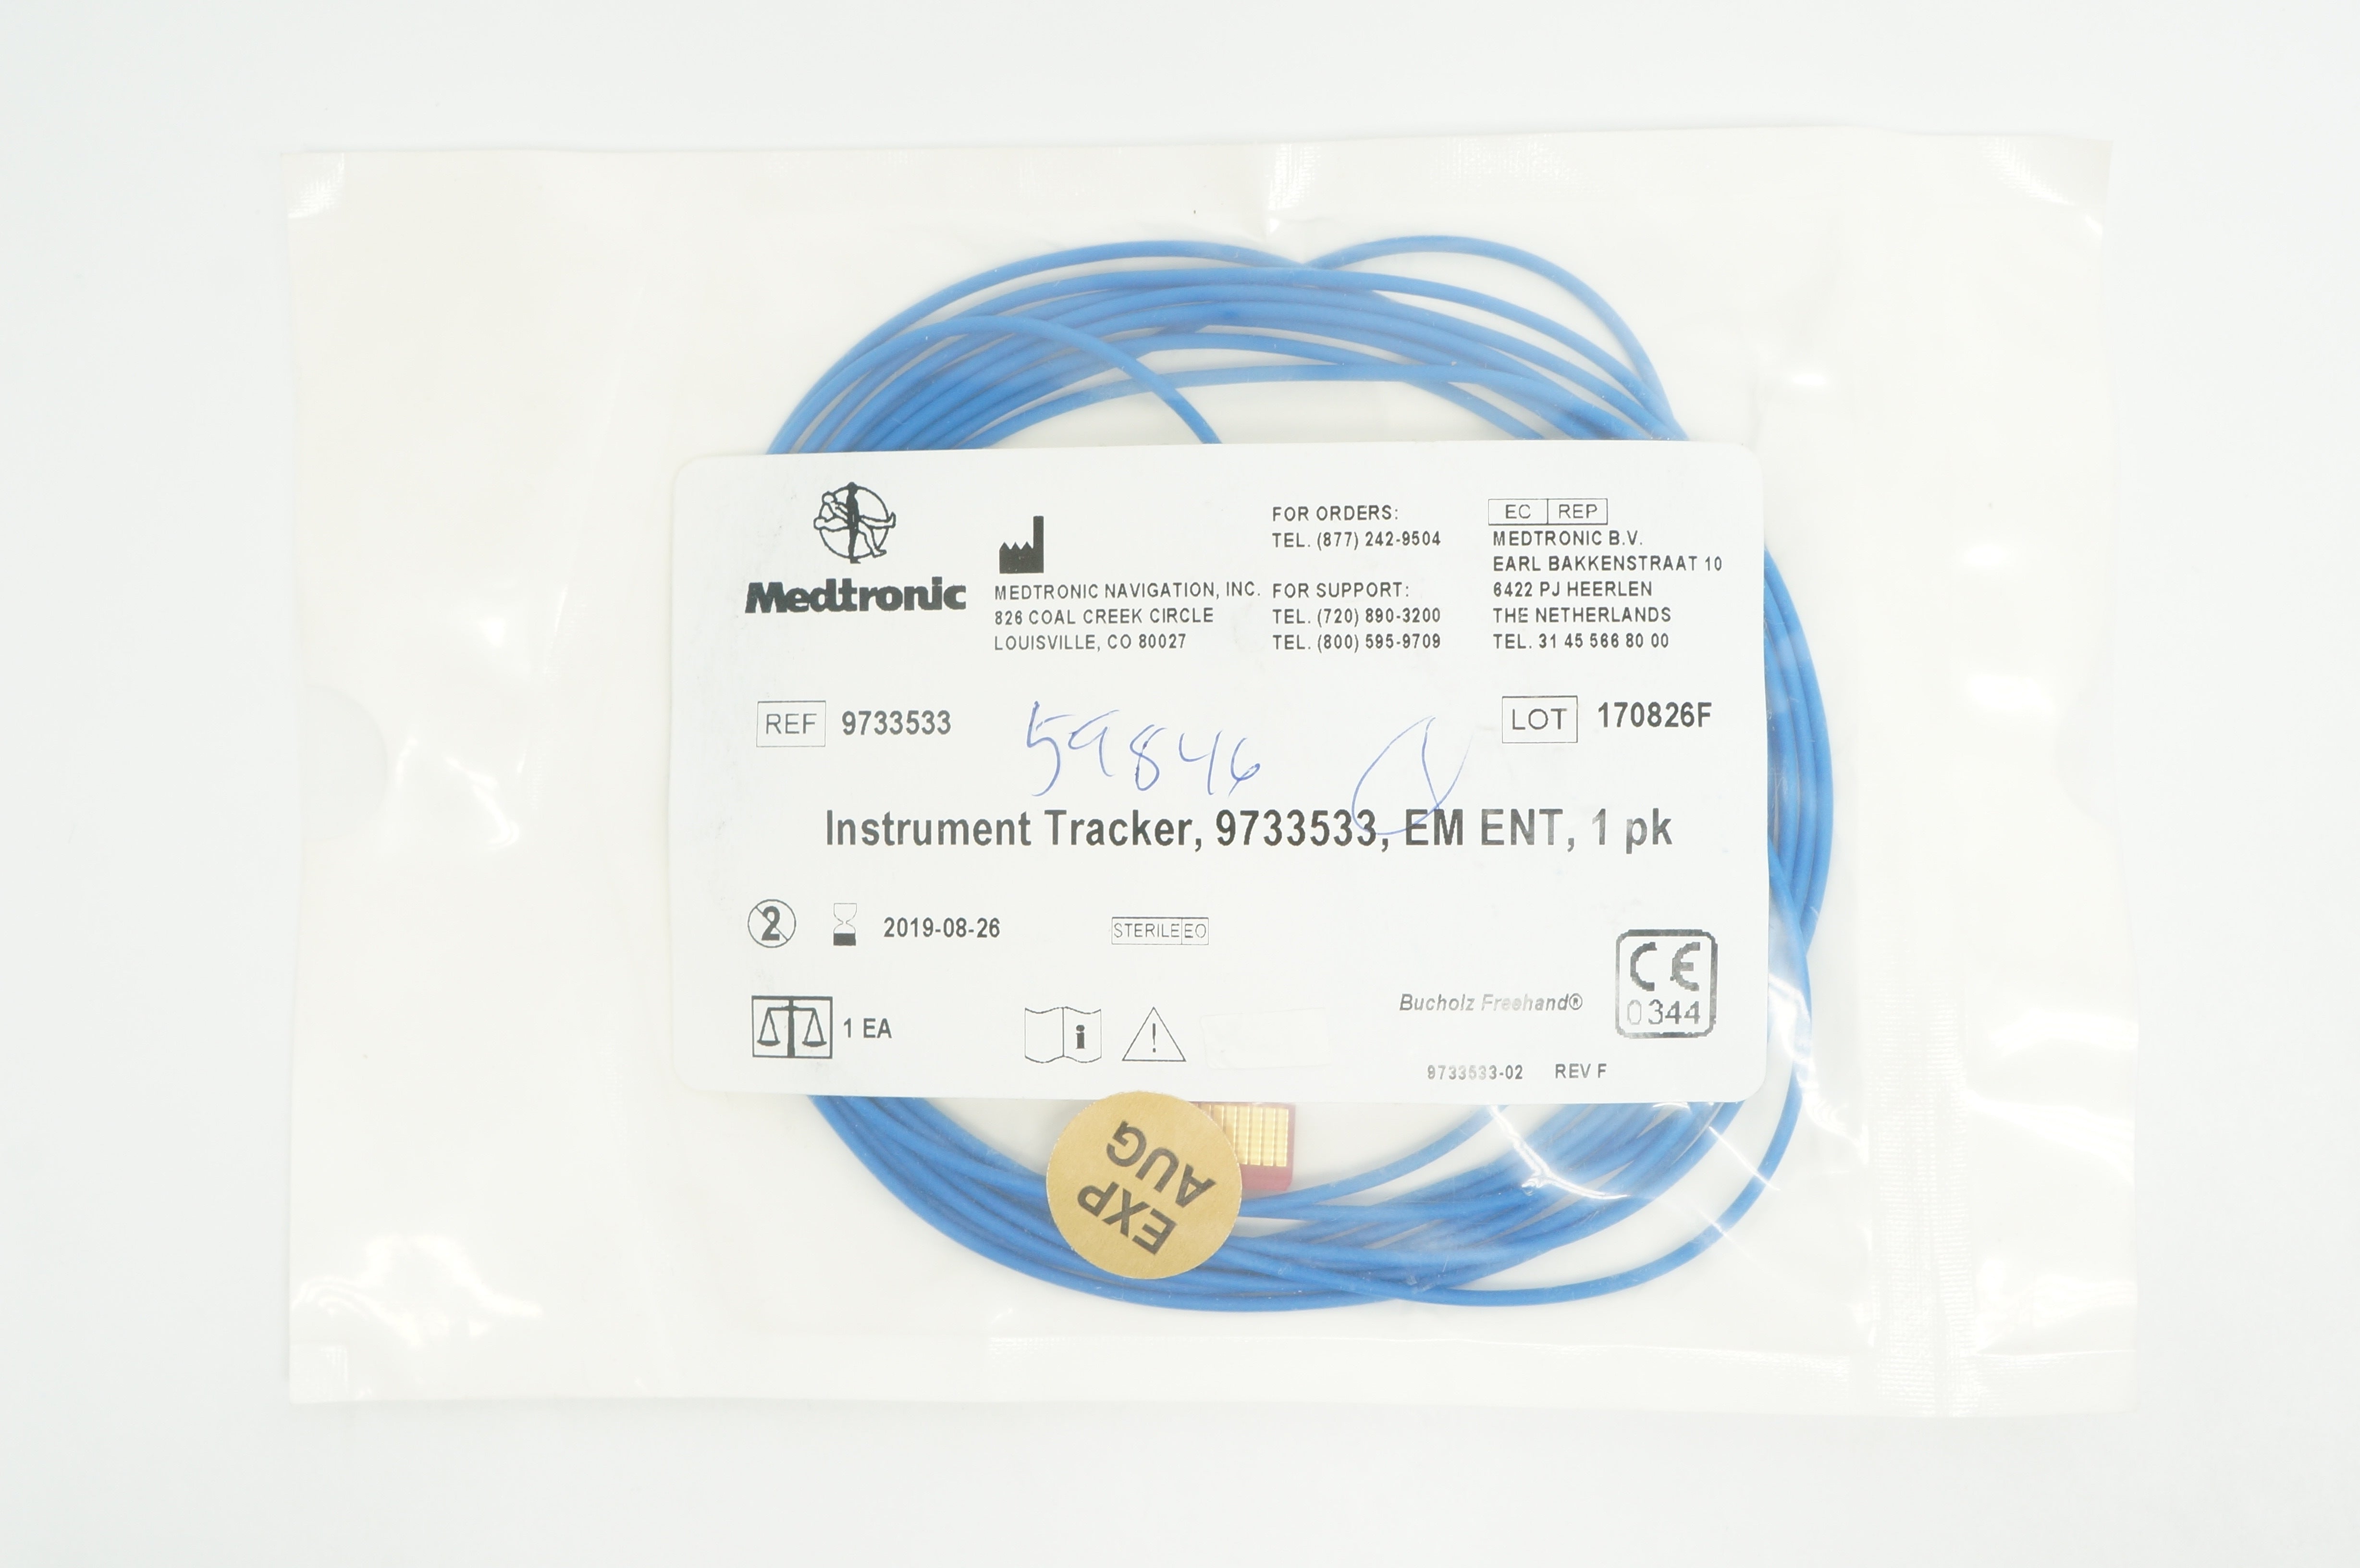 Medtronic
MEDTRONIC NAVIGATION, INC.
826 COAL CREEK CIRCLE
LOUISVILLE, CO 80027
FOR ORDERS:
TEL. (877) 242-9504
FOR SUPPORT:
TEL. (720) 890-3200
TEL. (800) 595-9709
EC REP
MEDTRONIC B.V.
EARL BAKKENSTRAAT 10
6422 PJ HEERLEN
THE NETHERLANDS
TEL. 31 45 566 80 00
REF 9733533
59846
LOT 170826F
Instrument Tracker, 9733533, EM ENT, 1 pk
2
2019-08-26
STERILE EO
1 EA
i
!
Bucholz Freehand®
CE
0344
9733533-02 REV F
EXP
AUG